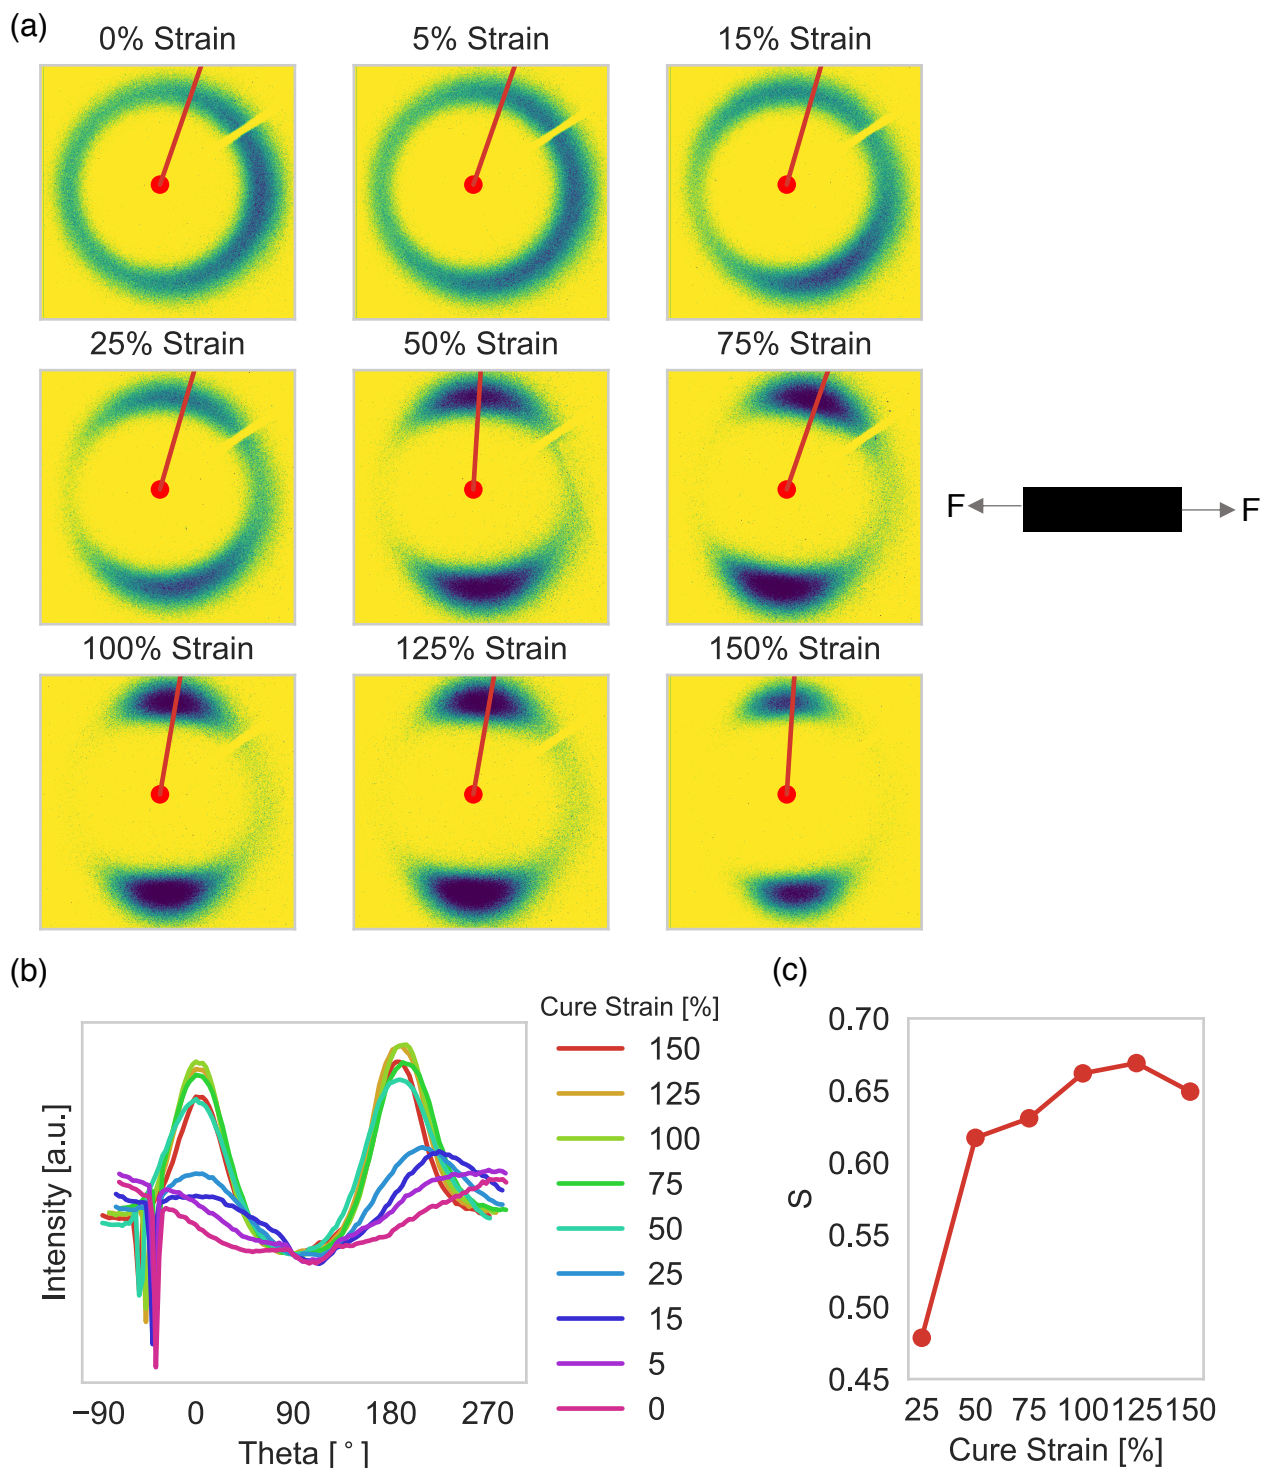 (a)
0% Strain
5% Strain
15% Strain
25% Strain
50% Strain
75% Strain
F
F
100% Strain
125% Strain
150% Strain
(b)
Intensity [a.u.]
−90
0
90
180
270
Theta [ ° ]
Cure Strain [%]
150
125
100
75
50
25
15
5
0
(c)
S
0.70
0.65
0.60
0.55
0.50
0.45
25
50
75
100
125
150
Cure Strain [%]